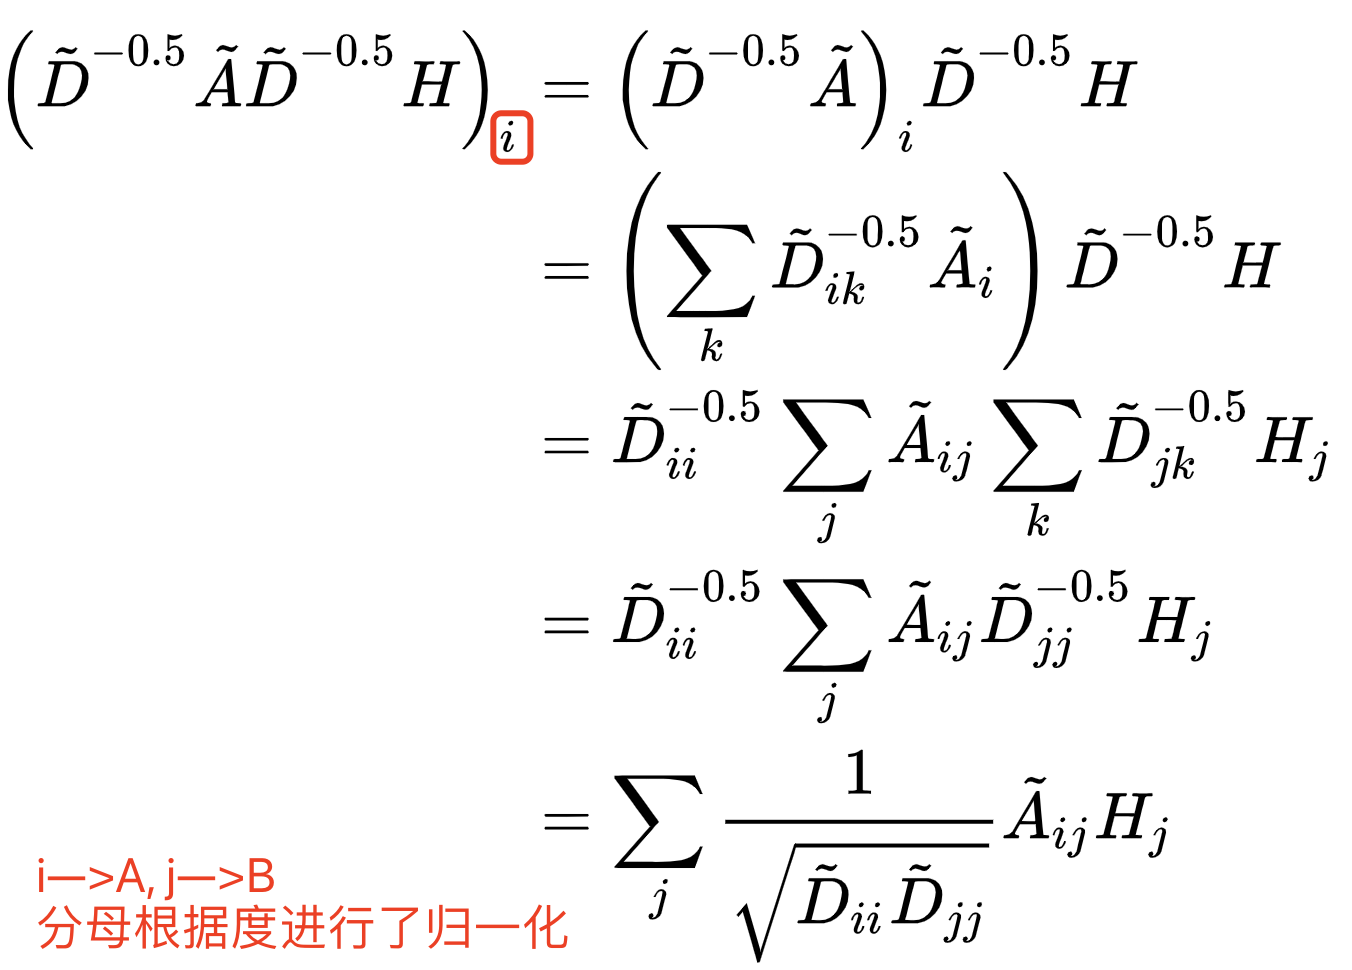 $\left(\tilde{D}^{-0.5}\tilde{A}\tilde{D}^{-0.5}H\right)_i = \left(\tilde{D}^{-0.5}\tilde{A}\right)_i\tilde{D}^{-0.5}H$
$= \left(\sum_k \tilde{D}_{ik}^{-0.5}\tilde{A}_i\right)\tilde{D}^{-0.5}H$
$= \tilde{D}_{ii}^{-0.5}\sum_j \tilde{A}_{ij}\sum_k \tilde{D}_{jk}^{-0.5}H_j$
$= \tilde{D}_{ii}^{-0.5}\sum_j \tilde{A}_{ij}\tilde{D}_{jj}^{-0.5}H_j$
$= \sum_j \frac{1}{\sqrt{\tilde{D}_{ii}\tilde{D}_{jj}}}\tilde{A}_{ij}H_j$
i—>A, j—>B
分母根据度进行了归一化